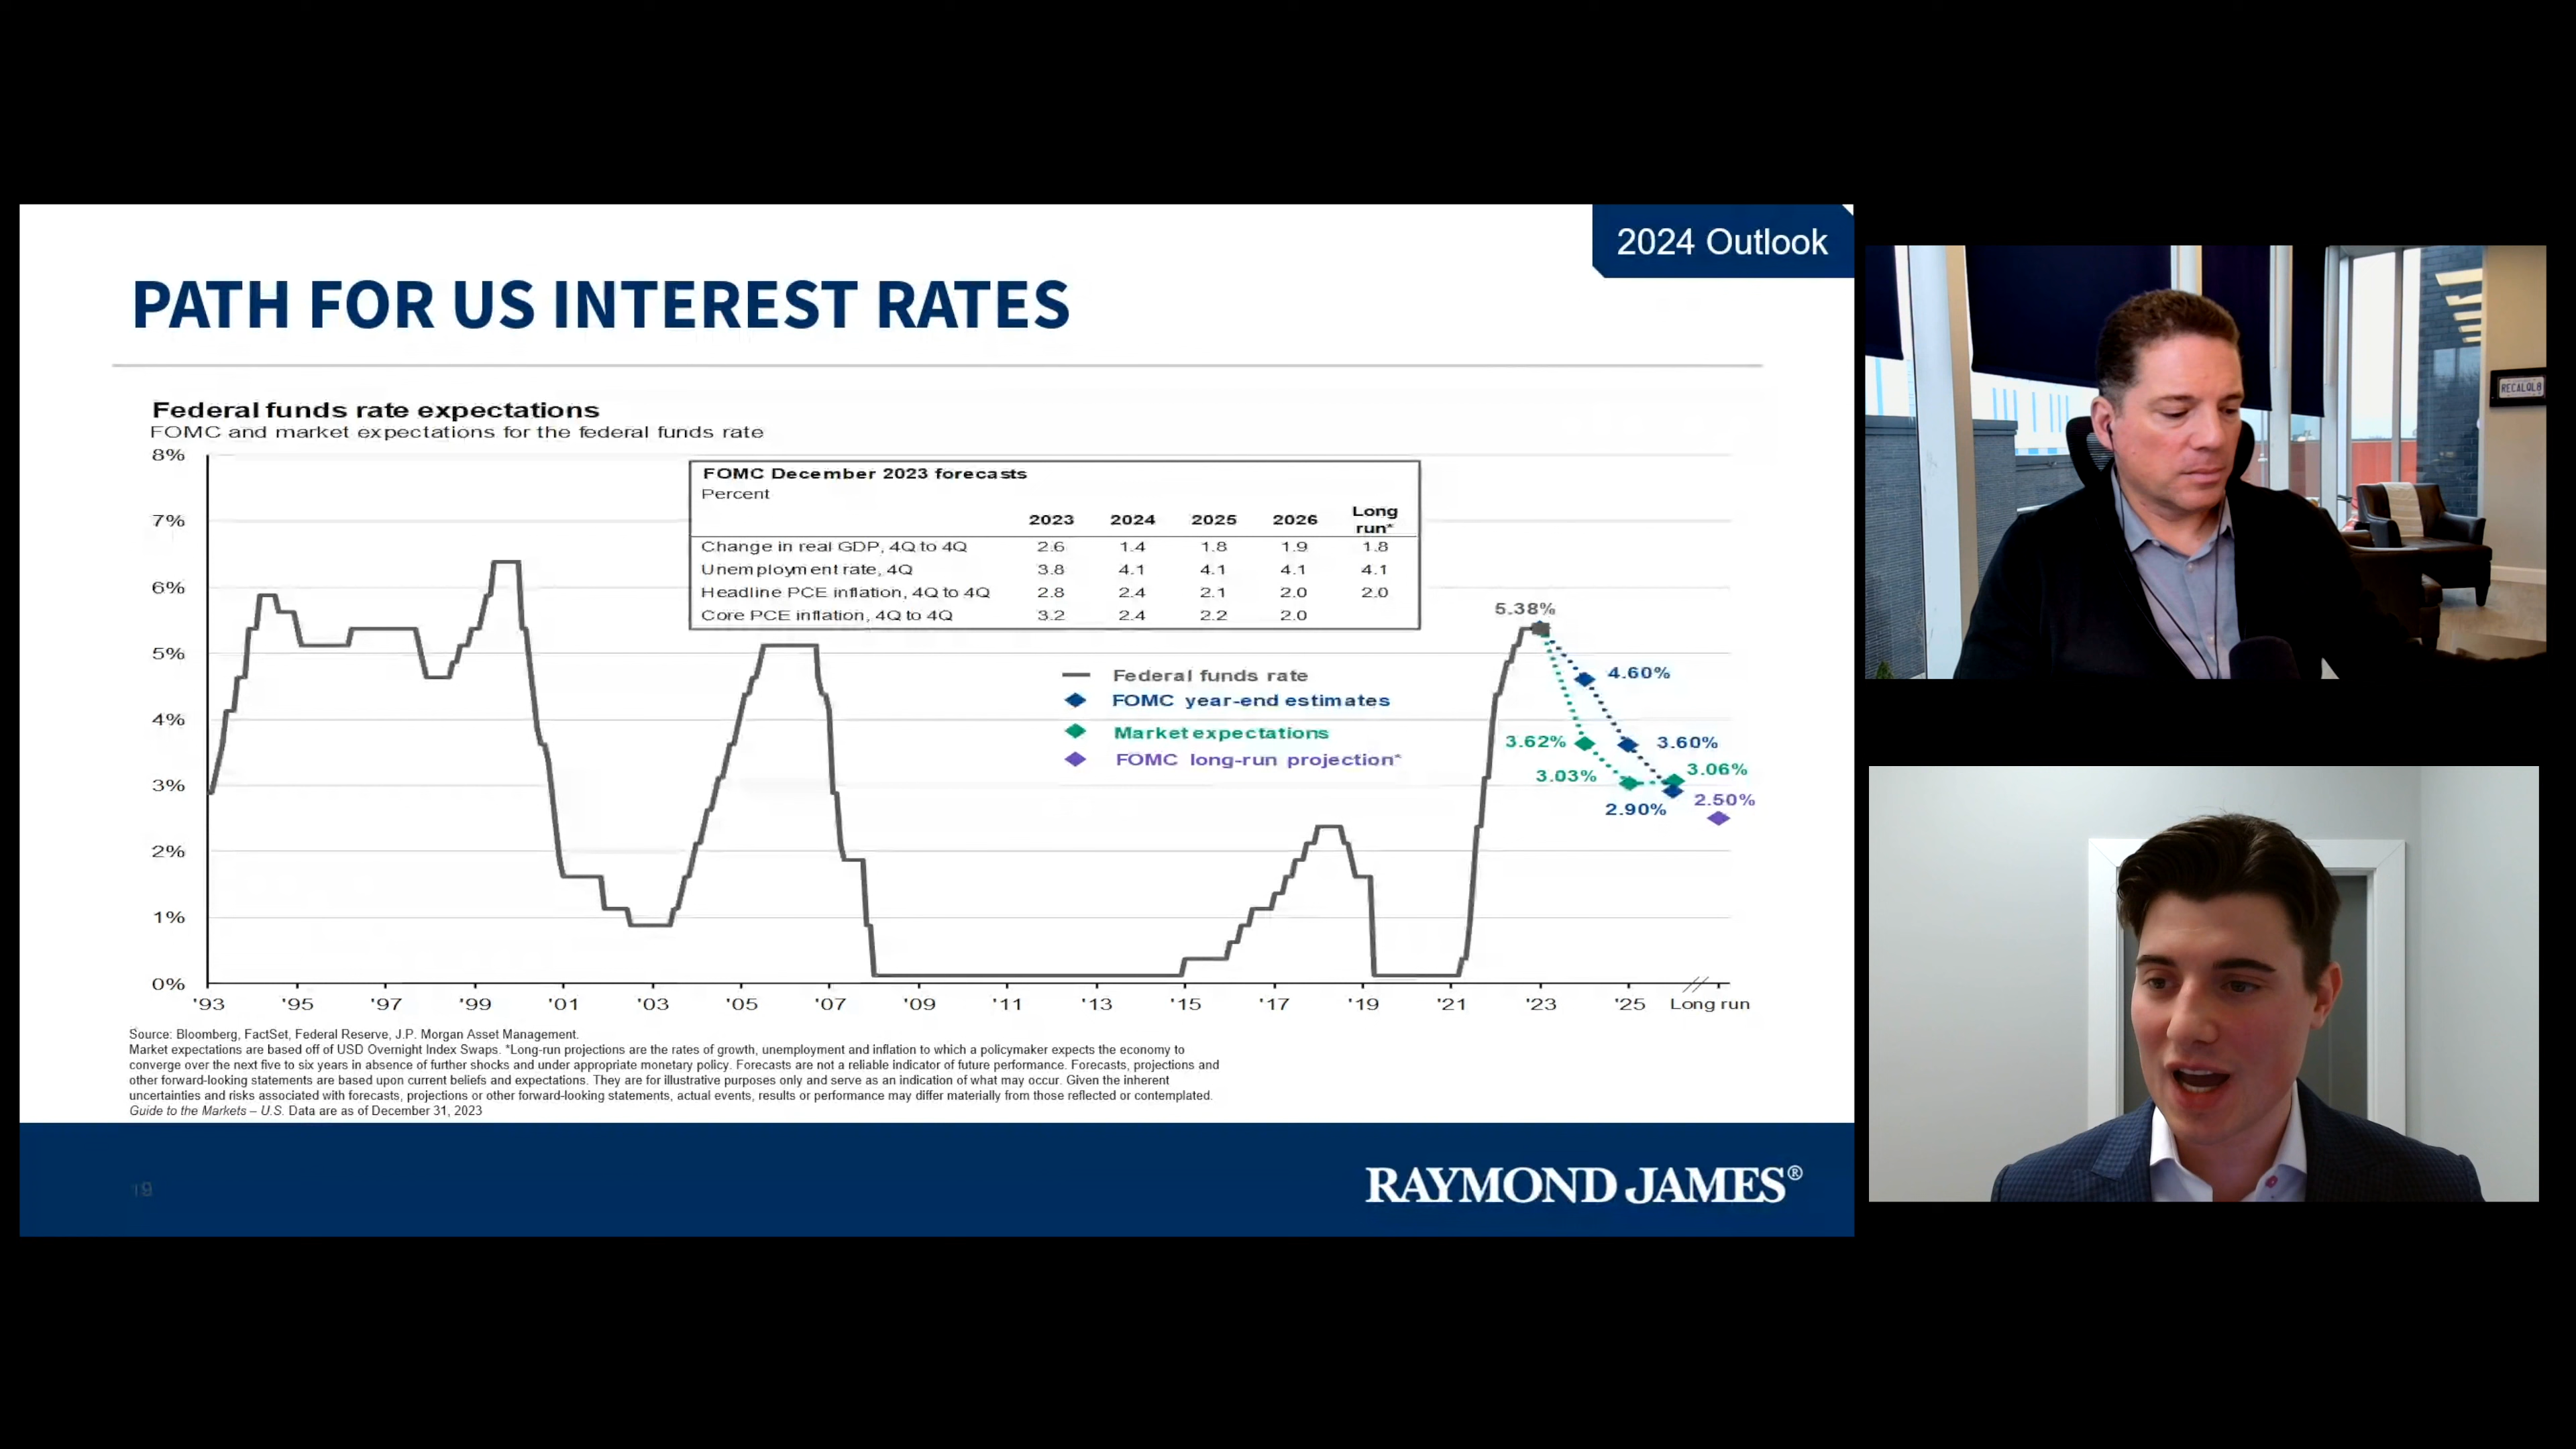 2024 Outlook
PATH FOR US INTEREST RATES
Federal funds rate expectations
FOMC and market expectations for the federal funds rate
8%
7%
6%
5%
4%
3%
2%
1%
0%
FOMC December 2023 forecasts
Percent
2023 2024 2025 2026 Long run*
Change in real GDP, 4Q to 4Q 2.6 1.4 1.8 1.9 1.8
Unemployment rate, 4Q 3.8 4.1 4.1 4.1 4.1
Headline PCE inflation, 4Q to 4Q 2.8 2.4 2.1 2.0 2.0
Core PCE inflation, 4Q to 4Q 3.2 2.4 2.2 2.0
Federal funds rate
FOMC year-end estimates
Market expectations
FOMC long-run projection*
5.38%
4.60%
3.62%
3.60%
3.03%
3.06%
2.90%
2.50%
'93 '95 '97 '99 '01 '03 '05 '07 '09 '11 '13 '15 '17 '19 '21 '23 '25 Long run
Source: Bloomberg, FactSet, Federal Reserve, J.P. Morgan Asset Management.
Market expectations are based off of USD Overnight Index Swaps. *Long-run projections are the rates of growth, unemployment and inflation to which a policymaker expects the economy to
converge over the next five to six years in absence of further shocks and under appropriate monetary policy. Forecasts are not a reliable indicator of future performance. Forecasts, projections and
other forward-looking statements are based upon current beliefs and expectations. They are for illustrative purposes only and serve as an indication of what may occur. Given the inherent
uncertainties and risks associated with forecasts, projections or other forward-looking statements, actual events, results or performance may differ materially from those reflected or contemplated.
Guide to the Markets – U.S. Data are as of December 31, 2023
RAYMOND JAMES®